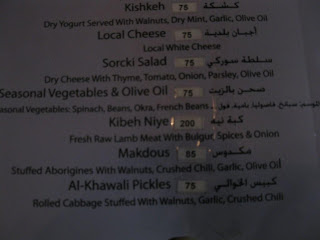 Kishkeh 75 كشكة
Dry Yogurt Served With Walnuts, Dry Mint, Garlic, Olive Oil
Local Cheese 75 أجبان بلدية
Local White Cheese
Sorcki Salad 75 سلطة سوركي
Dry Cheese With Thyme, Tomato, Onion, Parsley, Olive Oil
Seasonal Vegetables & Olive Oil 75 صحن بالزيت
Seasonal Vegetables: Spinach, Beans, Okra, French Beans
Kibeh Niye 200 كبة نيه
Fresh Raw Lamb Meat With Bulgur, Spices & Onion
Makdous 85 مكدوس
Stuffed Aborigines With Walnuts, Crushed Chili, Garlic, Olive Oil
Al-Khawali Pickles 75 كبيس الخوالي
Rolled Cabbage Stuffed With Walnuts, Garlic, Crushed Chili